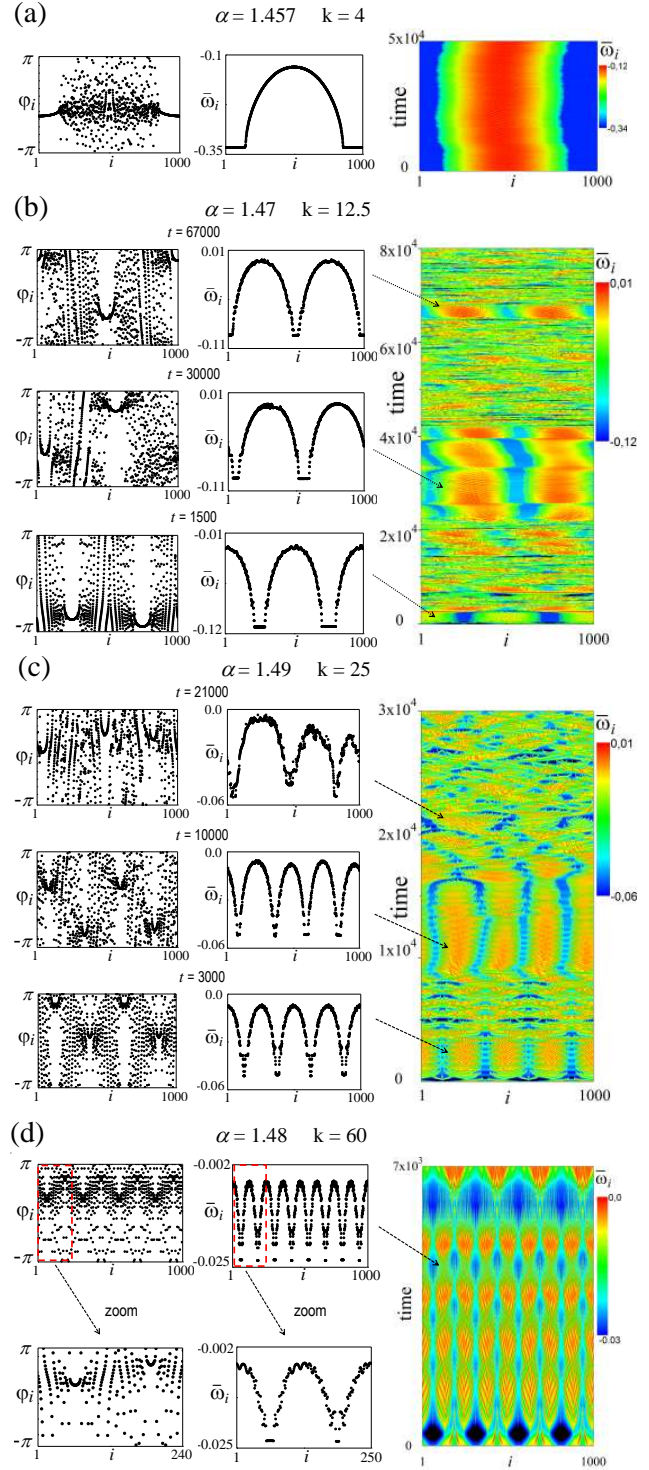 (a)
α = 1.457 k = 4
π
φi
-π
1 i 1000
-0.1
ω̄i
-0.35
1 i 1000
5x10⁴
time
0
1 i 1000
ω̄i
-0,12
-0,34
(b)
α = 1.47 k = 12.5
t = 67000
π
φi
-π
1 i 1000
0.01
ω̄i
-0.11
1 i 1000
t = 30000
π
φi
-π
1 i 1000
0.01
ω̄i
-0.11
1 i 1000
t = 1500
π
φi
-π
1 i 1000
-0.01
ω̄i
-0.12
1 i 1000
8x10⁴
6x10⁴
time
4x10⁴
2x10⁴
0
1 i 1000
ω̄i
0,01
-0,12
(c)
α = 1.49 k = 25
t = 21000
π
φi
-π
1 i 1000
0.0
ω̄i
-0.06
1 i 1000
t = 10000
π
φi
-π
1 i 1000
0.0
ω̄i
-0.06
1 i 1000
t = 3000
π
φi
-π
1 i 1000
0.0
ω̄i
-0.06
1 i 1000
3x10⁴
2x10⁴
time
1x10⁴
0
1 i 1000
ω̄i
0,01
-0,06
(d)
α = 1.48 k = 60
π
φi
-π
1 i 1000
-0.002
ω̄i
-0.025
1 i 1000
zoom
zoom
π
φi
-π
1 i 240
-0.002
ω̄i
-0.025
1 i 250
7x10³
time
0
1 i 1000
ω̄i
0,0
-0,03